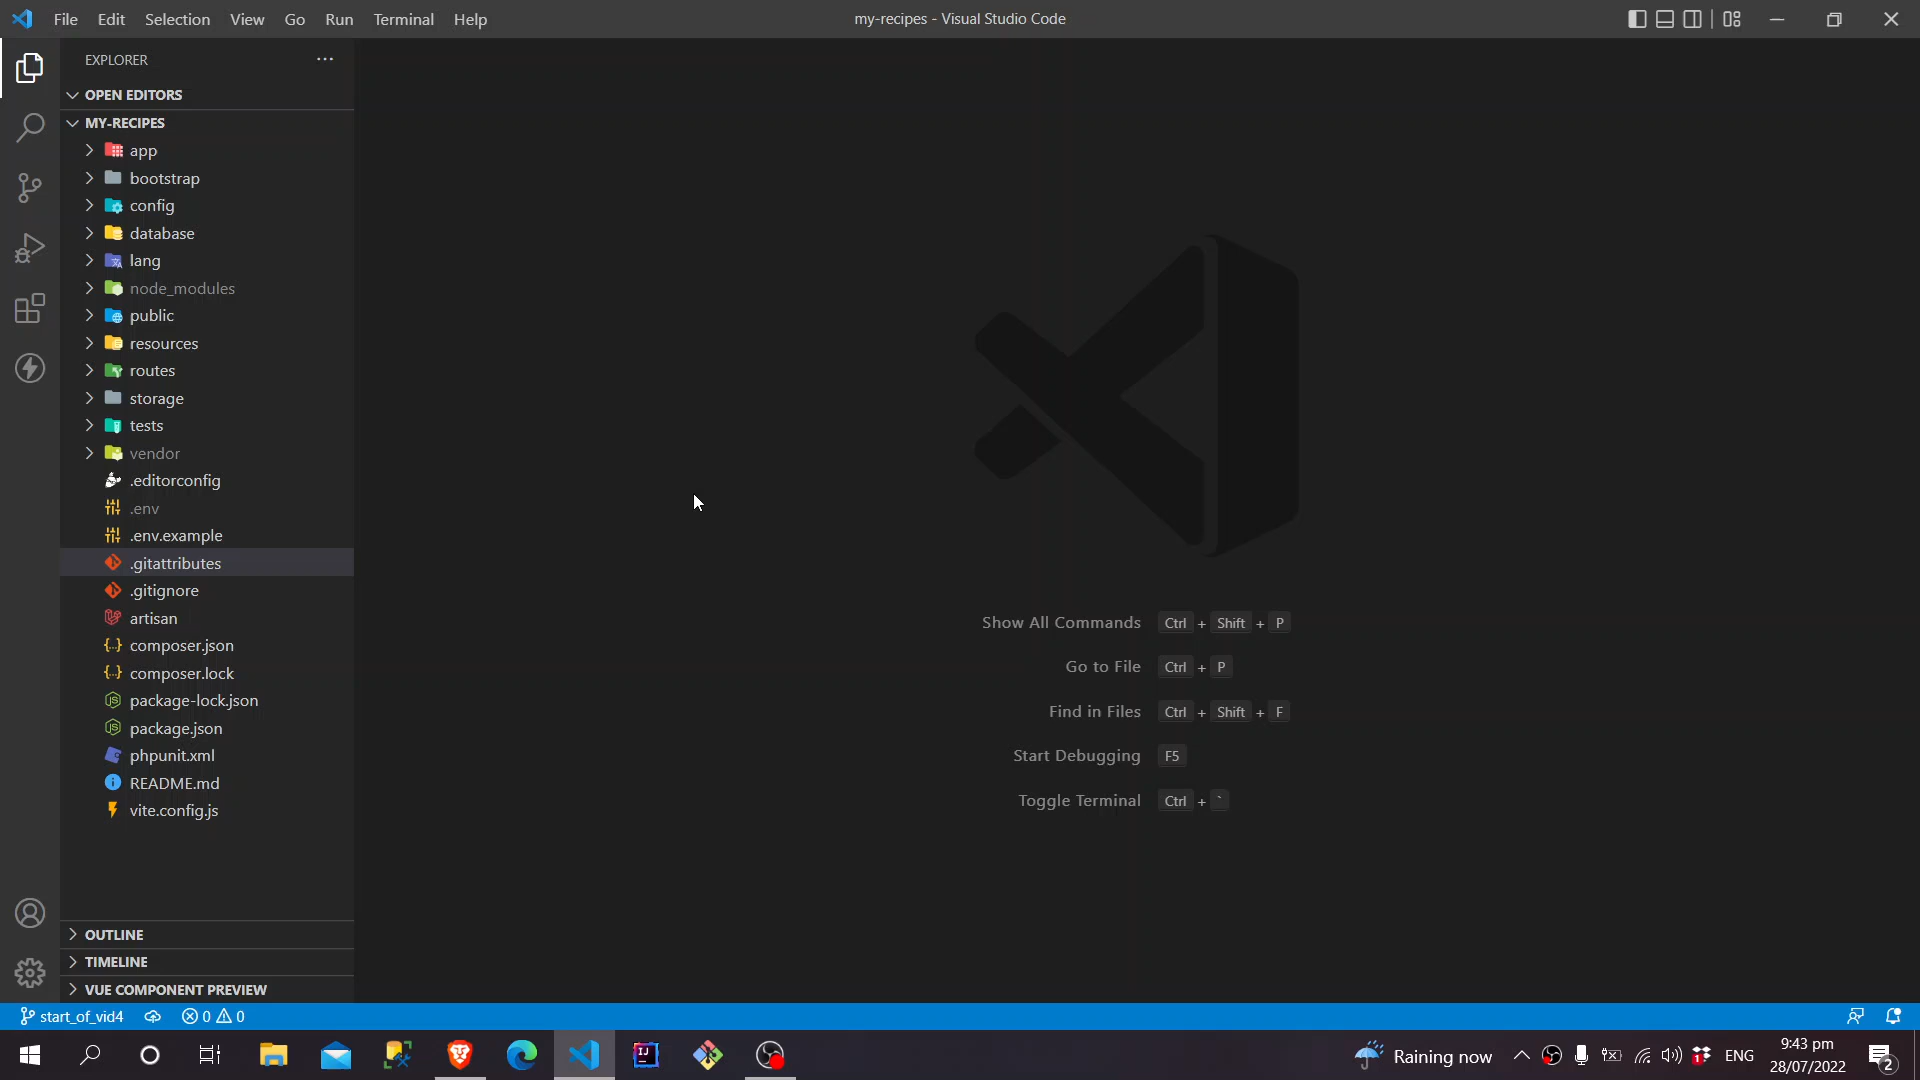 File Edit Selection View Go Run Terminal Help
my-recipes - Visual Studio Code
EXPLORER
OPEN EDITORS
MY-RECIPES
app
bootstrap
config
database
lang
node_modules
public
resources
routes
storage
tests
vendor
.editorconfig
.env
.env.example
.gitattributes
.gitignore
artisan
composer.json
composer.lock
package-lock.json
package.json
phpunit.xml
README.md
vite.config.js
OUTLINE
TIMELINE
VUE COMPONENT PREVIEW
Show All Commands Ctrl + Shift + P
Go to File Ctrl + P
Find in Files Ctrl + Shift + F
Start Debugging F5
Toggle Terminal Ctrl + `
start_of_vid4 0 0
Raining now 1 ENG 9:43 pm
28/07/2022 2